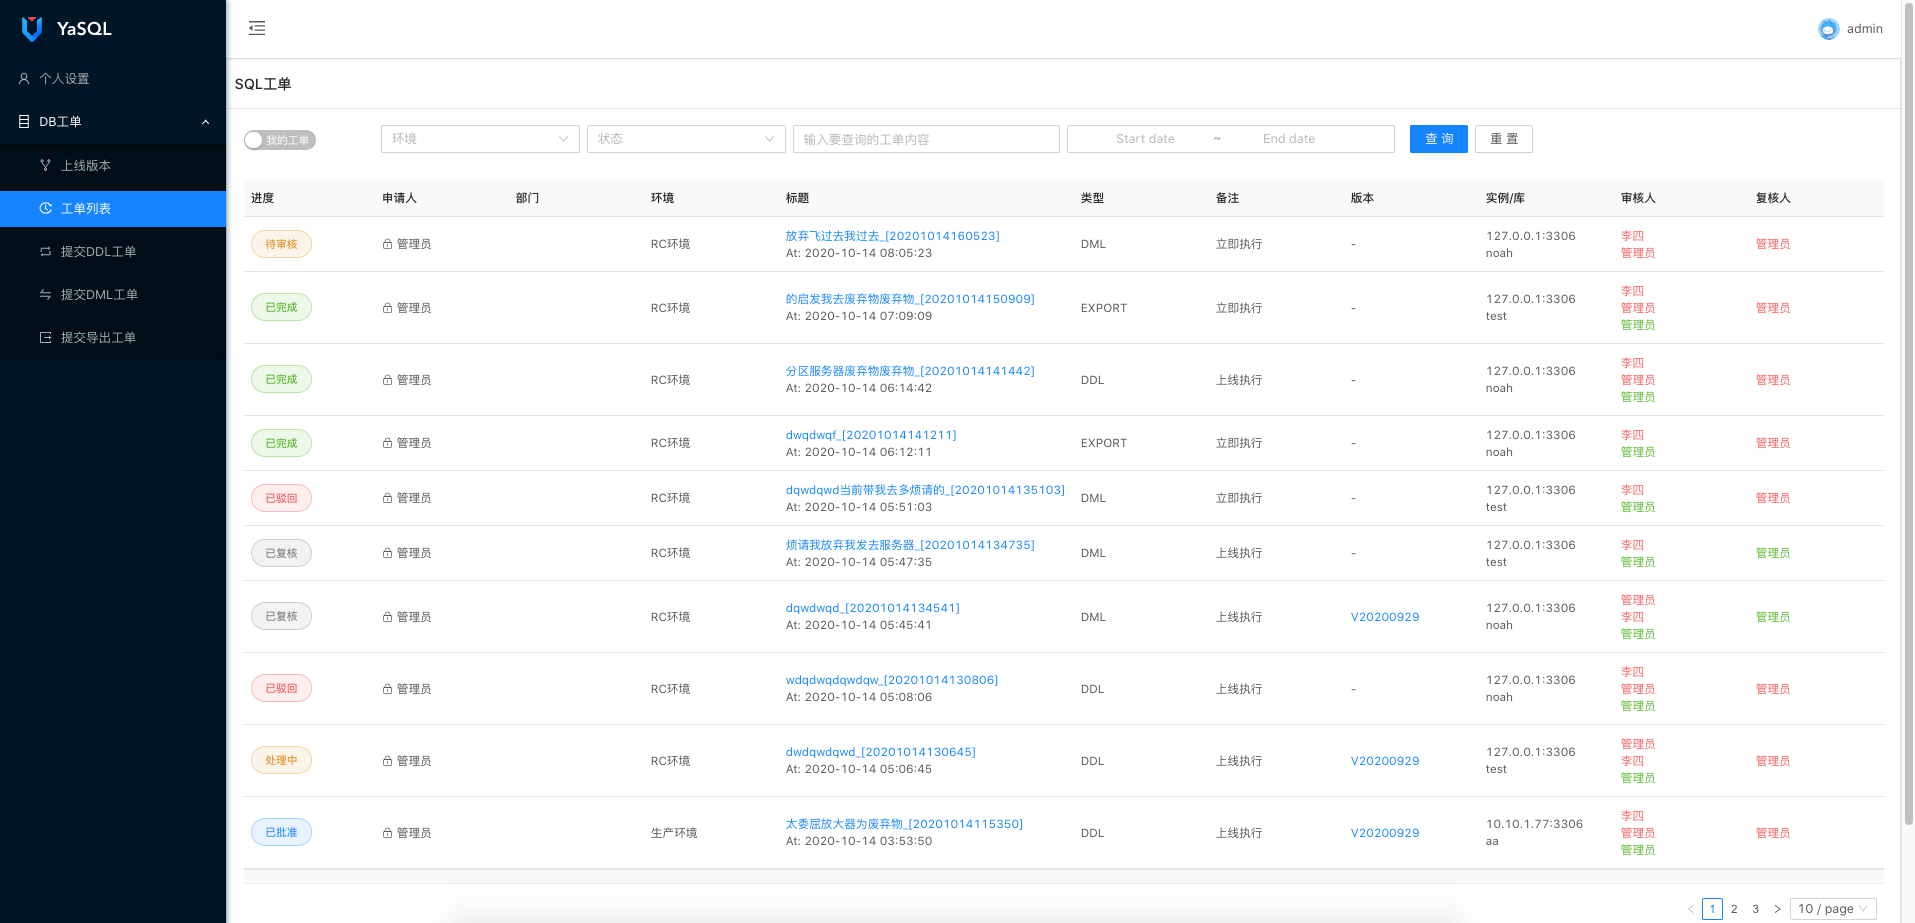 YaSQL
admin
个人设置
DB工单
上线版本
工单列表
提交DDL工单
提交DML工单
提交导出工单
SQL工单
我的工单 环境 状态 输入要查询的工单内容 Start date ~ End date 查 询 重 置
进度 申请人 部门 环境 标题 类型 备注 版本 实例/库 审核人 复核人
待审核 管理员 RC环境 放弃飞过去我过去_[20201014160523] DML 立即执行 - 127.0.0.1:3306 李四 管理员
At: 2020-10-14 08:05:23 noah 管理员
已完成 管理员 RC环境 的启发我去废弃物废弃物_[20201014150909] EXPORT 立即执行 - 127.0.0.1:3306 李四 管理员
At: 2020-10-14 07:09:09 test 管理员
管理员
已完成 管理员 RC环境 分区服务器废弃物废弃物_[20201014141442] DDL 上线执行 - 127.0.0.1:3306 李四 管理员
At: 2020-10-14 06:14:42 noah 管理员
管理员
已完成 管理员 RC环境 dwqdwqf_[20201014141211] EXPORT 立即执行 - 127.0.0.1:3306 李四 管理员
At: 2020-10-14 06:12:11 noah 管理员
已驳回 管理员 RC环境 dqwdqwd当前带我去多烦请的_[20201014135103] DML 立即执行 - 127.0.0.1:3306 李四 管理员
At: 2020-10-14 05:51:03 test 管理员
已复核 管理员 RC环境 烦请我放弃我发去服务器_[20201014134735] DML 上线执行 - 127.0.0.1:3306 李四 管理员
At: 2020-10-14 05:47:35 test 管理员
已复核 管理员 RC环境 dqwdwqd_[20201014134541] DML 上线执行 V20200929 127.0.0.1:3306 管理员 管理员
At: 2020-10-14 05:45:41 noah 李四
管理员
已驳回 管理员 RC环境 wdqdwqdqwdqw_[20201014130806] DDL 上线执行 - 127.0.0.1:3306 李四 管理员
At: 2020-10-14 05:08:06 noah 管理员
管理员
处理中 管理员 RC环境 dwdqwdqwd_[20201014130645] DDL 上线执行 V20200929 127.0.0.1:3306 管理员 管理员
At: 2020-10-14 05:06:45 test 李四
管理员
已批准 管理员 生产环境 太委屈放大器为废弃物_[20201014115350] DDL 上线执行 V20200929 10.10.1.77:3306 李四 管理员
At: 2020-10-14 03:53:50 aa 管理员
管理员
< 1 2 3 > 10 / page